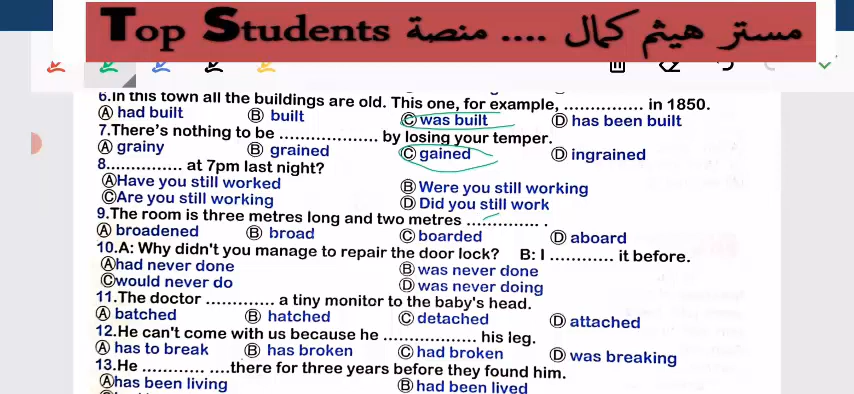 Top Students مستر هيثم كمال .... منصة
6.In this town all the buildings are old. This one, for example, ............... in 1850.
Ⓐ had built Ⓑ built Ⓒ was built Ⓓ has been built
7.There's nothing to be ................... by losing your temper.
Ⓐ grainy Ⓑ grained Ⓒ gained Ⓓ ingrained
8............... at 7pm last night?
ⒶHave you still worked Ⓑ Were you still working
ⒸAre you still working Ⓓ Did you still work
9.The room is three metres long and two metres .............. .
Ⓐ broadened Ⓑ broad Ⓒ boarded Ⓓ aboard
10.A: Why didn't you manage to repair the door lock? B: I ............ it before.
Ⓐhad never done Ⓑ was never done
Ⓒwould never do Ⓓ was never doing
11.The doctor ............. a tiny monitor to the baby's head.
Ⓐ batched Ⓑ hatched Ⓒ detached Ⓓ attached
12.He can't come with us because he .................. his leg.
Ⓐ has to break Ⓑ has broken Ⓒ had broken Ⓓ was breaking
13.He ............ ....there for three years before they found him.
Ⓐhas been living Ⓑ had been lived